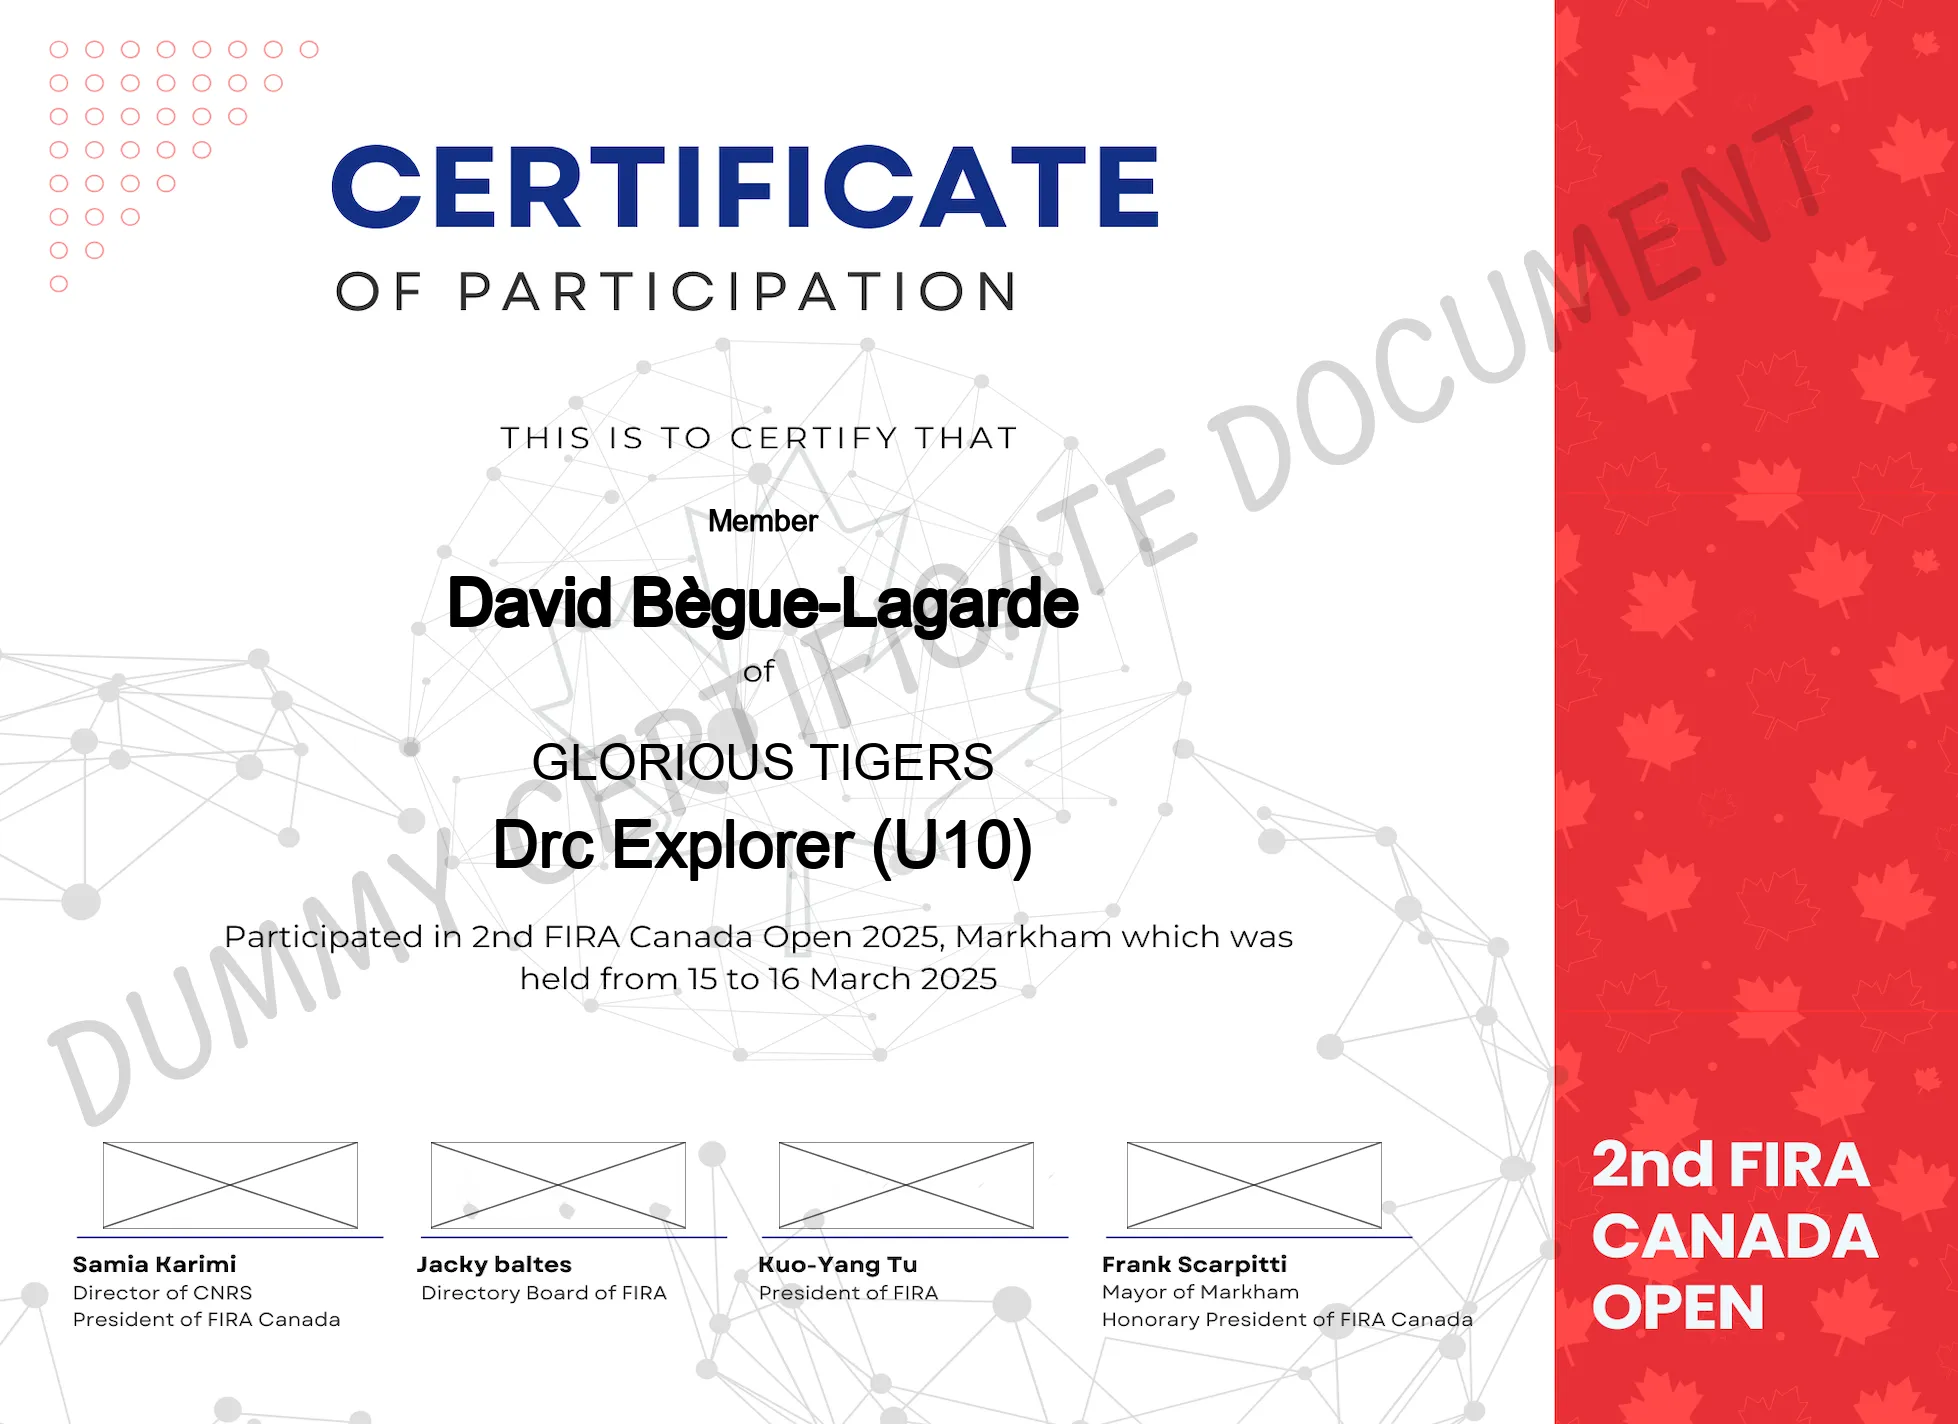 CERTIFICATE
OF PARTICIPATION
THIS IS TO CERTIFY THAT
Member
David Bègue-Lagarde
of
GLORIOUS TIGERS
Drc Explorer (U10)
Participated in 2nd FIRA Canada Open 2025, Markham which was
held from 15 to 16 March 2025
DUMMY CERTIFICATE DOCUMENT
Samia Karimi
Director of CNRS
President of FIRA Canada
Jacky baltes
Directory Board of FIRA
Kuo-Yang Tu
President of FIRA
Frank Scarpitti
Mayor of Markham
Honorary President of FIRA Canada
2nd FIRA
CANADA
OPEN